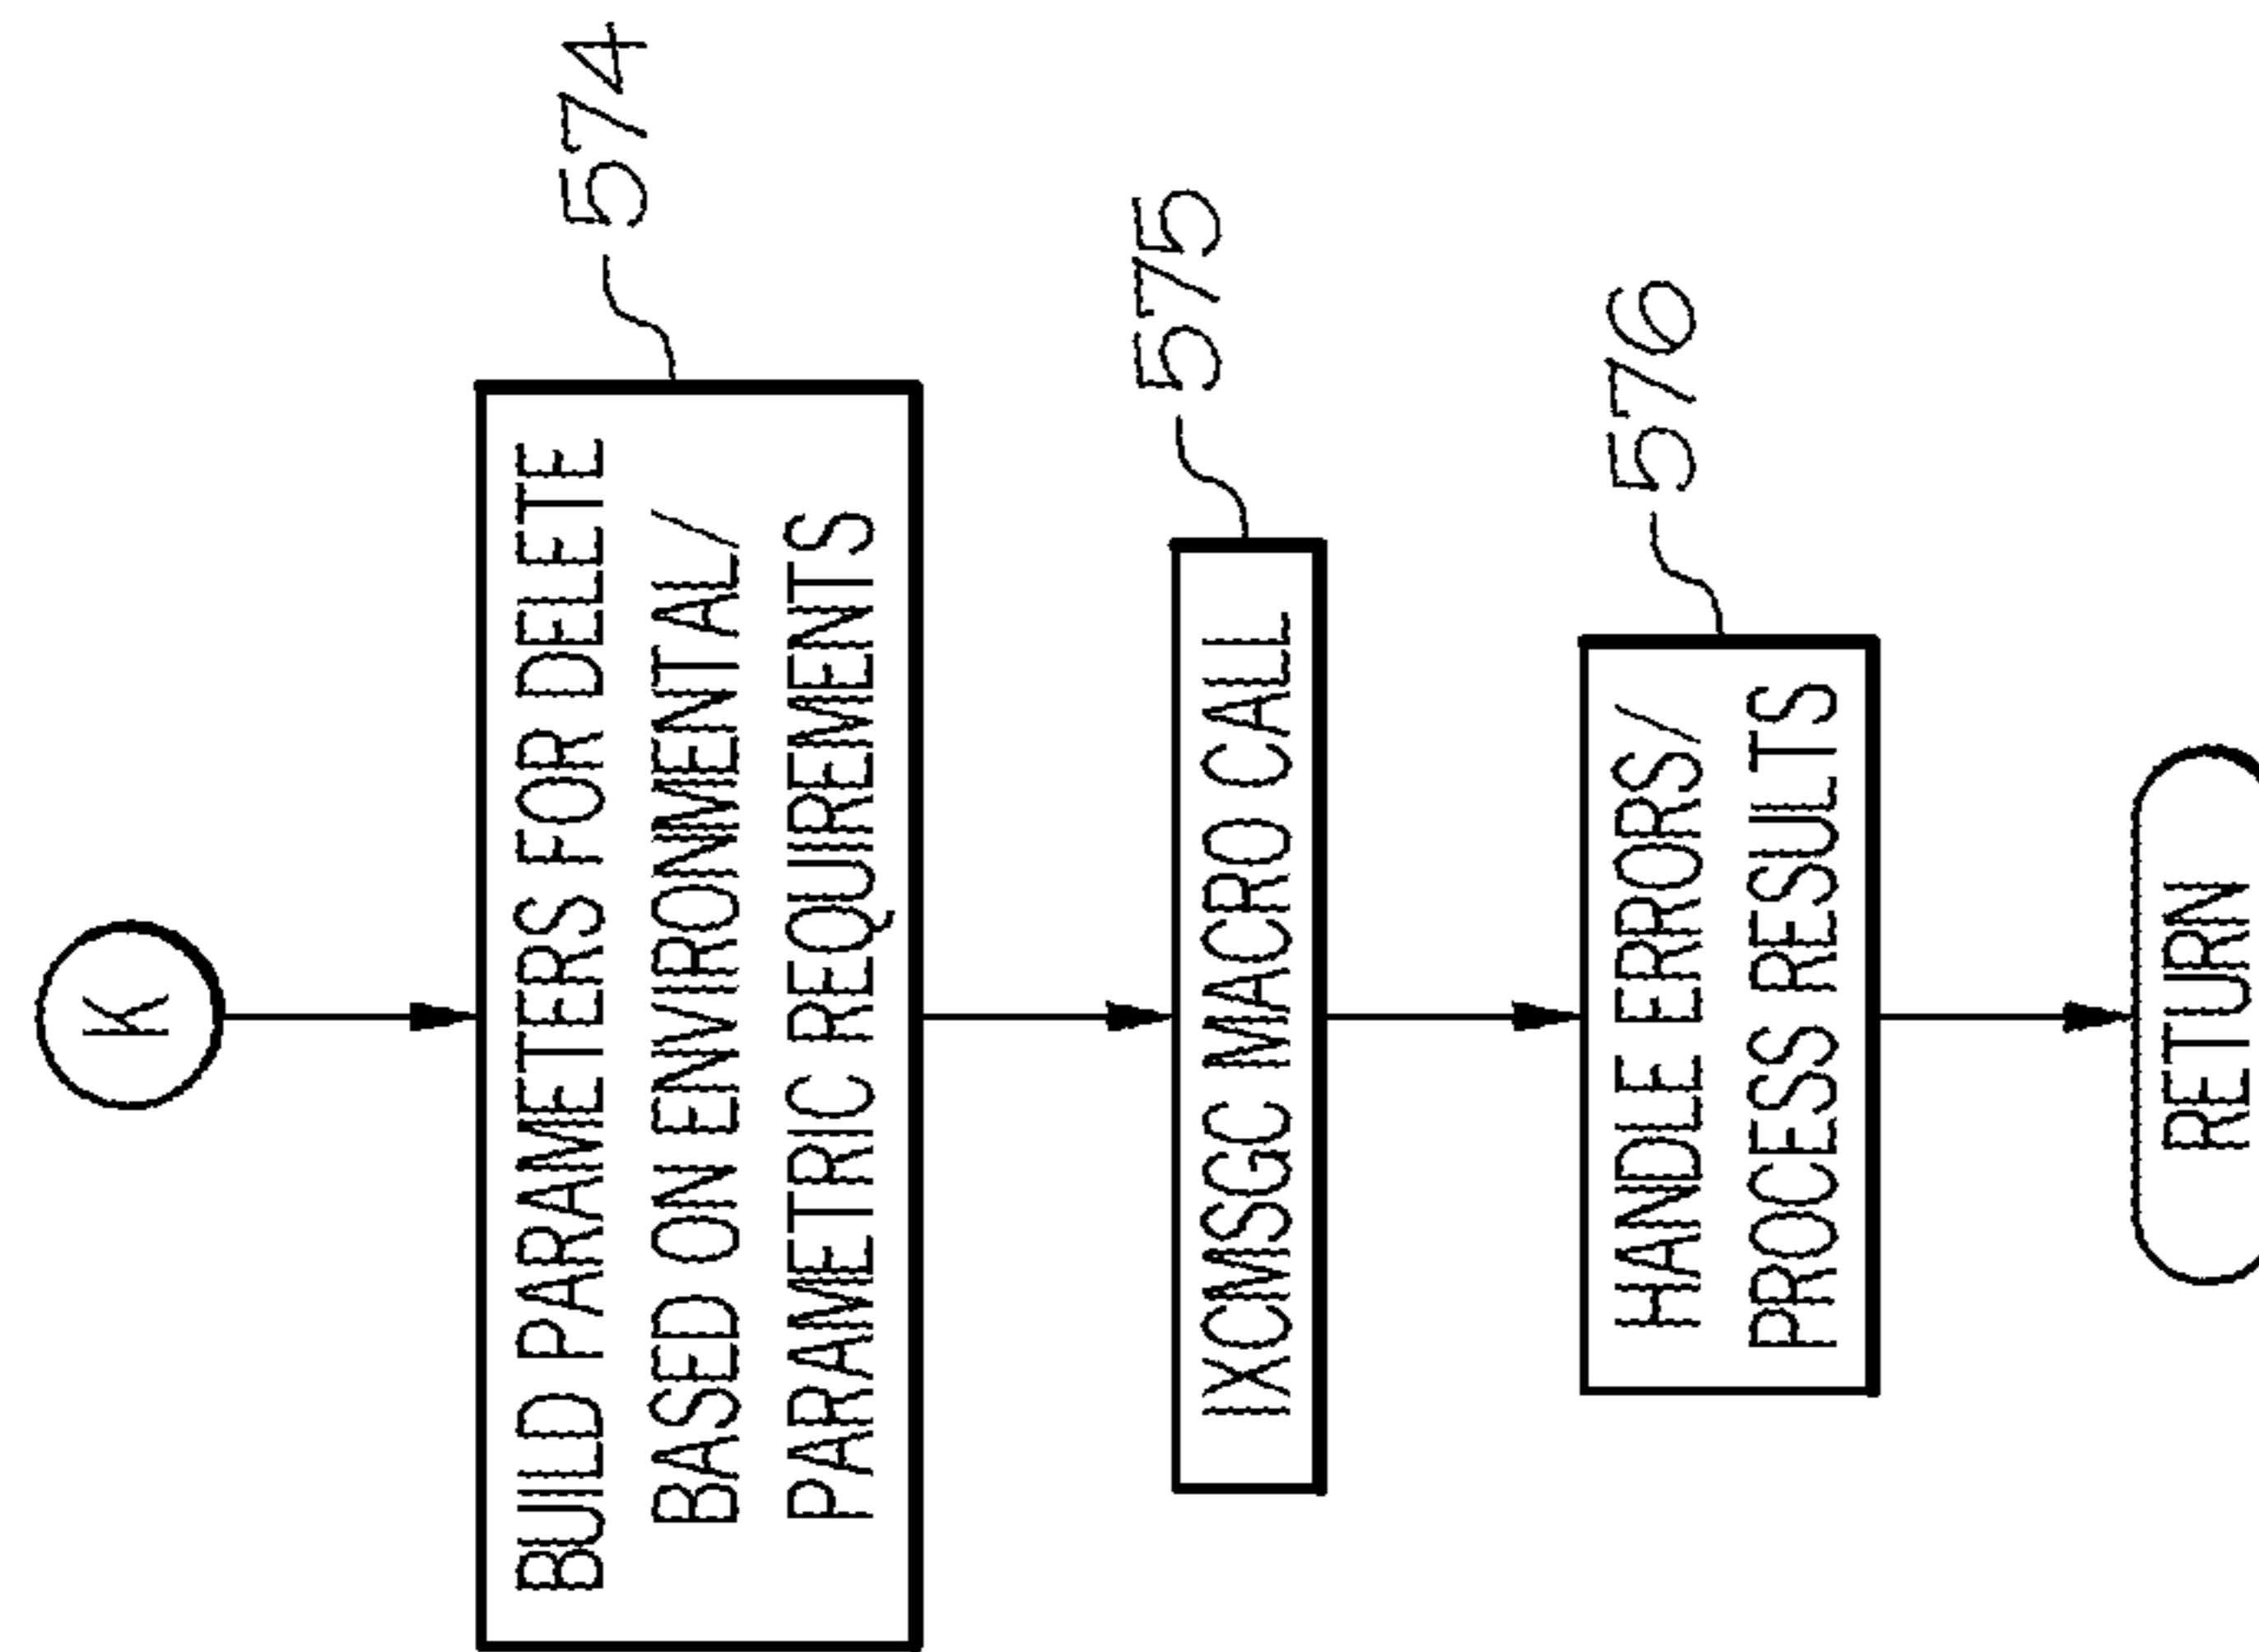 K
574
BUILD PARAMETERS FOR DELETE
BASED ON ENVIRONMENTAL/
PARAMETRIC REQUIREMENTS
575
IXCMSGC MACRO CALL
576
HANDLE ERRORS/
PROCESS RESULTS
RETURN